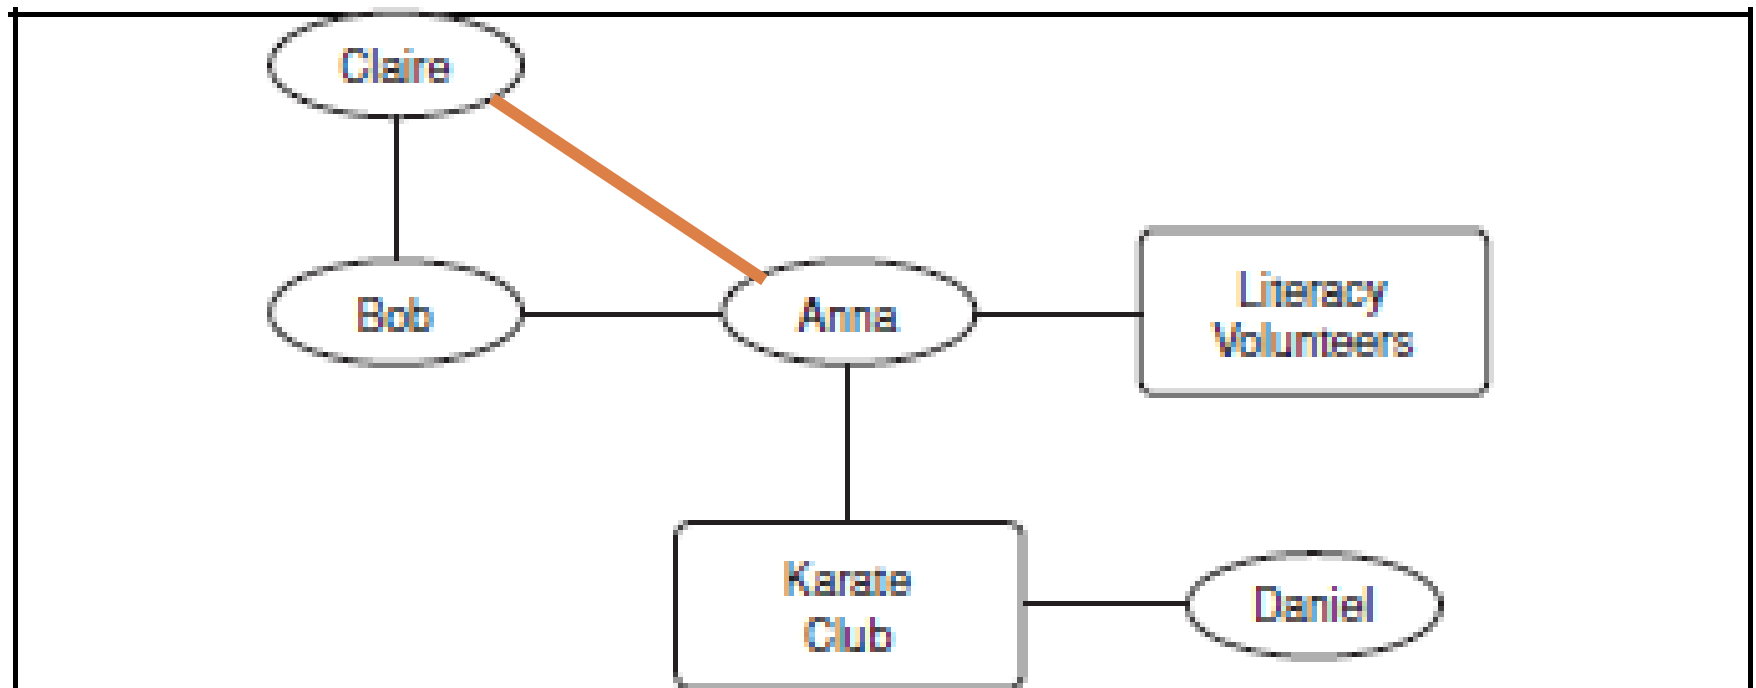 Claire
Bob
Anna
Literacy
Volunteers
Karate
Club
Daniel